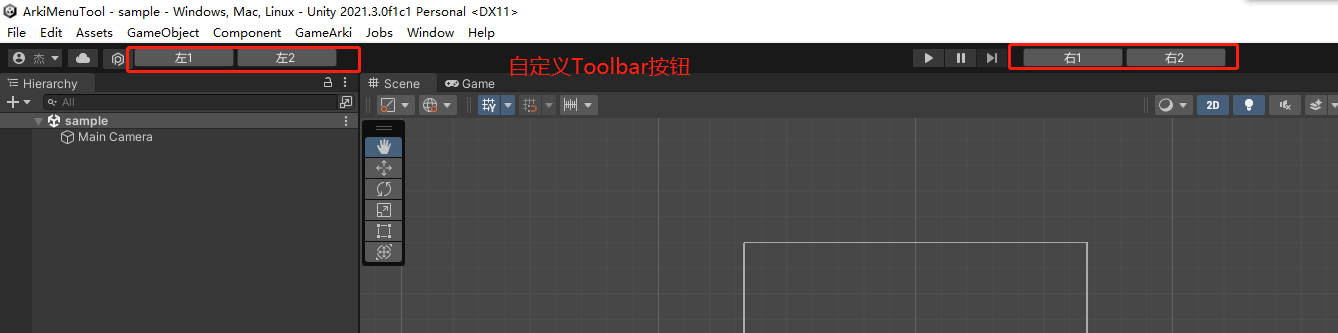 ArkiMenuTool - sample - Windows, Mac, Linux - Unity 2021.3.0f1c1 Personal <DX11>
File Edit Assets GameObject Component GameArki Jobs Window Help
杰 左1 左2 自定义Toolbar按钮 右1 右2
Hierarchy Scene Game
All 2D
sample
Main Camera